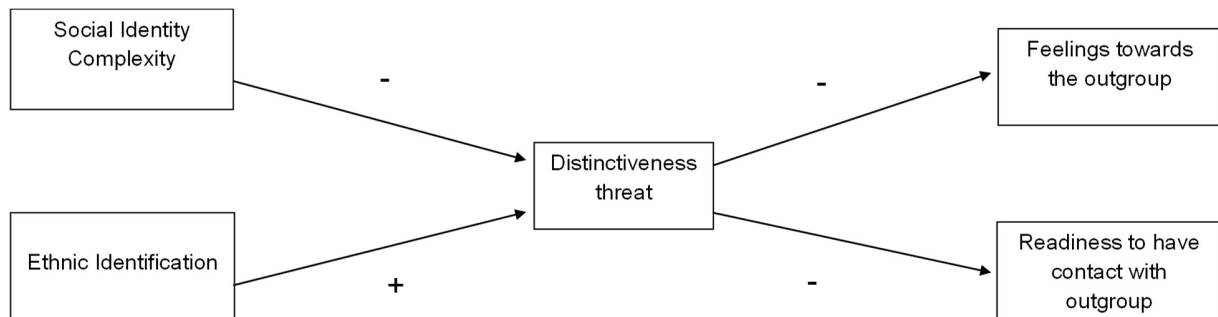 Social Identity
Complexity
-
-
Feelings towards
the outgroup
Distinctiveness
threat
Ethnic Identification
+
-
Readiness to have
contact with
outgroup